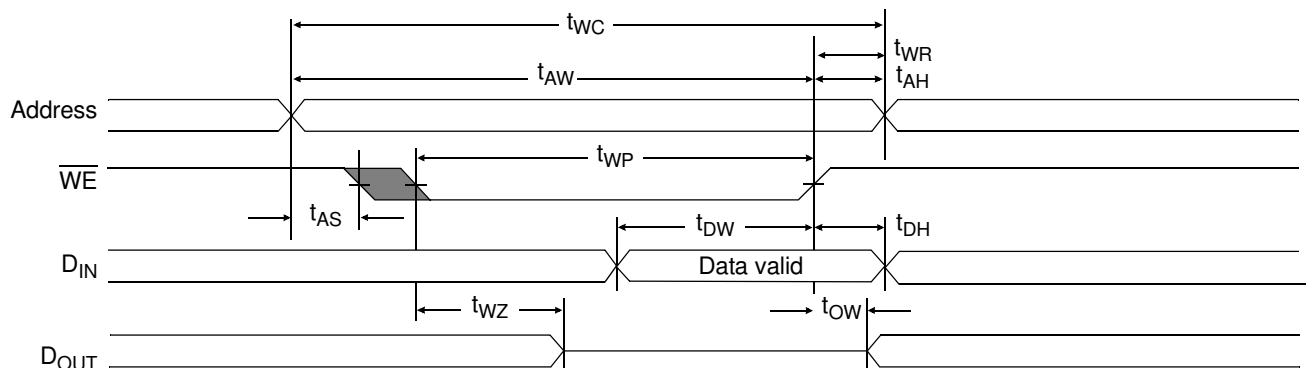 tWC
tWR
tAW
tAH
Address
WE
tWP
tAS
tDW
tDH
DIN
Data valid
tWZ
tOW
DOUT